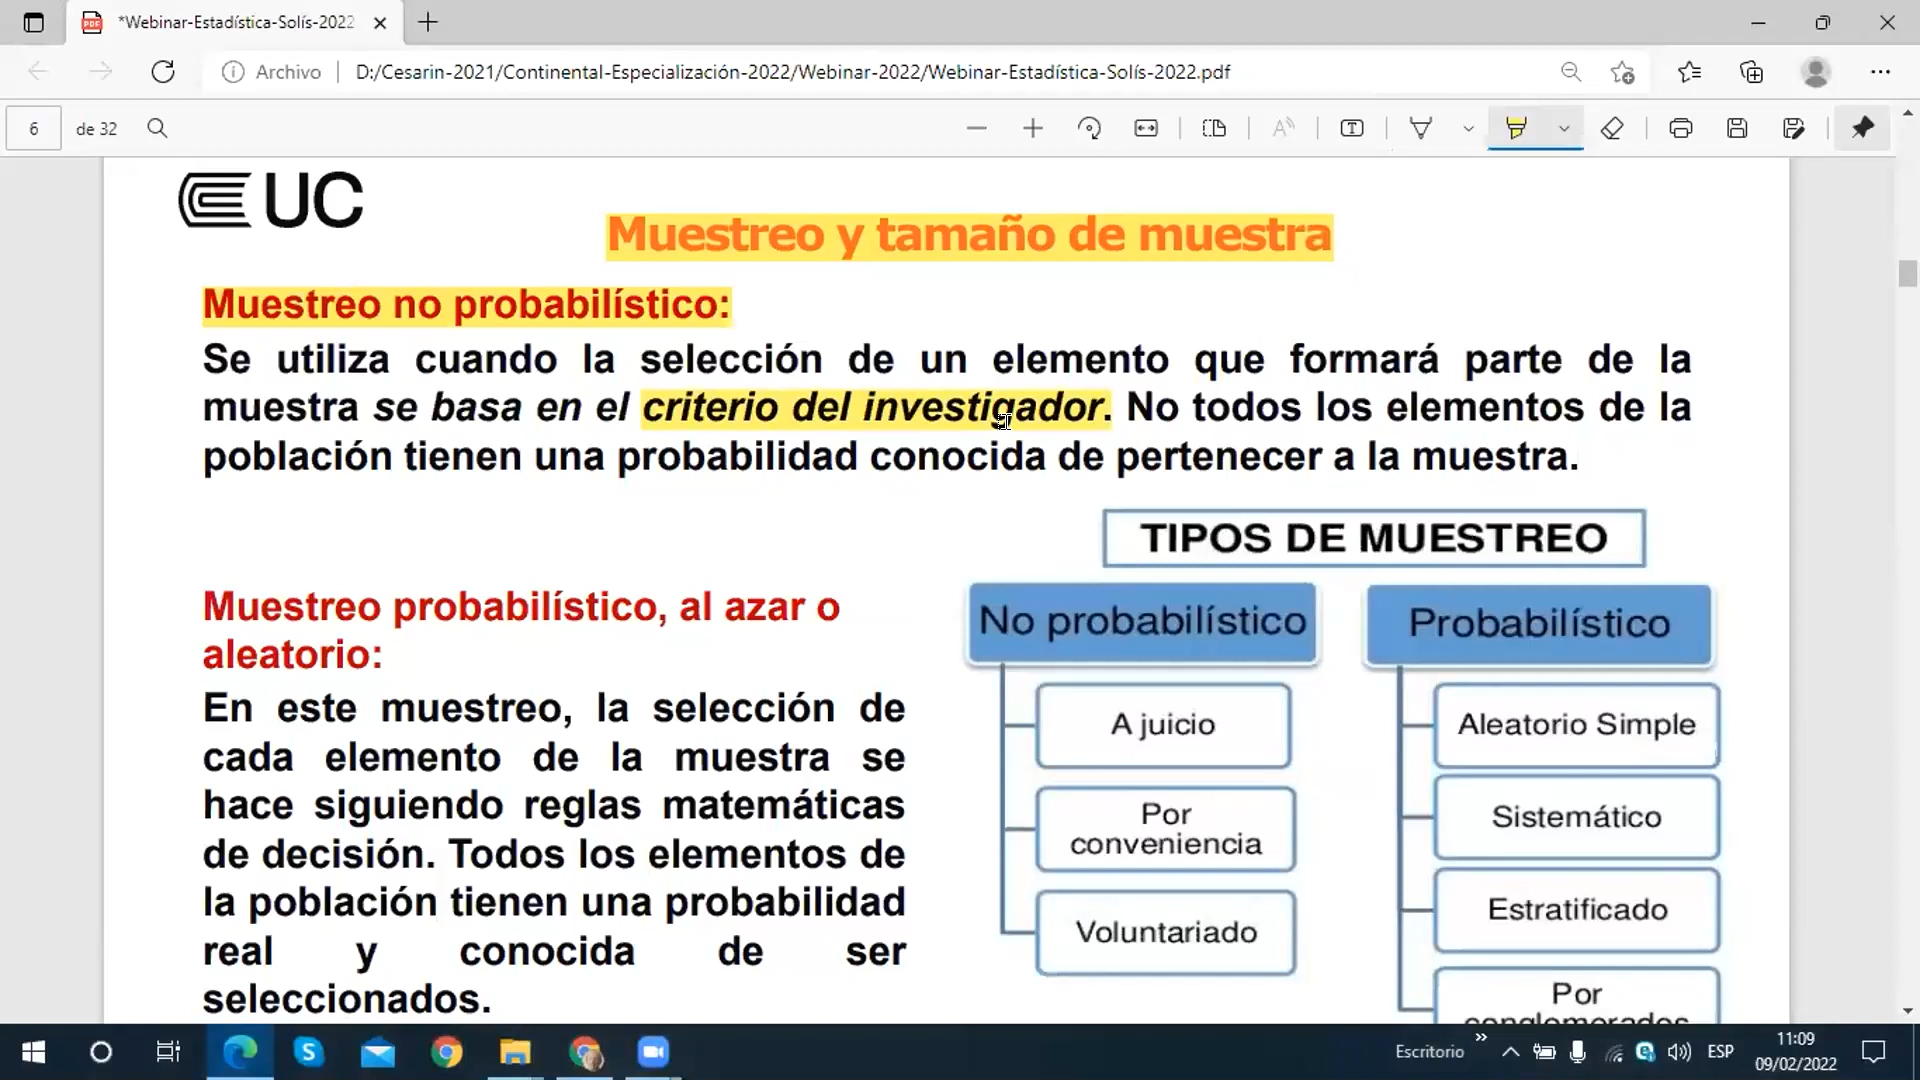 *Webinar-Estadística-Solís-2022
Archivo
D:/Cesarin-2021/Continental-Especialización-2022/Webinar-2022/Webinar-Estadística-Solís-2022.pdf
6 de 32
UC
Muestreo y tamaño de muestra
Muestreo no probabilístico:
Se utiliza cuando la selección de un elemento que formará parte de la
muestra se basa en el criterio del investigador. No todos los elementos de la
población tienen una probabilidad conocida de pertenecer a la muestra.
Muestreo probabilístico, al azar o
aleatorio:
En este muestreo, la selección de
cada elemento de la muestra se
hace siguiendo reglas matemáticas
de decisión. Todos los elementos de
la población tienen una probabilidad
real y conocida de ser
seleccionados.
TIPOS DE MUESTREO
No probabilístico
A juicio
Por
conveniencia
Voluntariado
Probabilístico
Aleatorio Simple
Sistemático
Estratificado
Por
conglomerados
Escritorio
ESP
11:09
09/02/2022